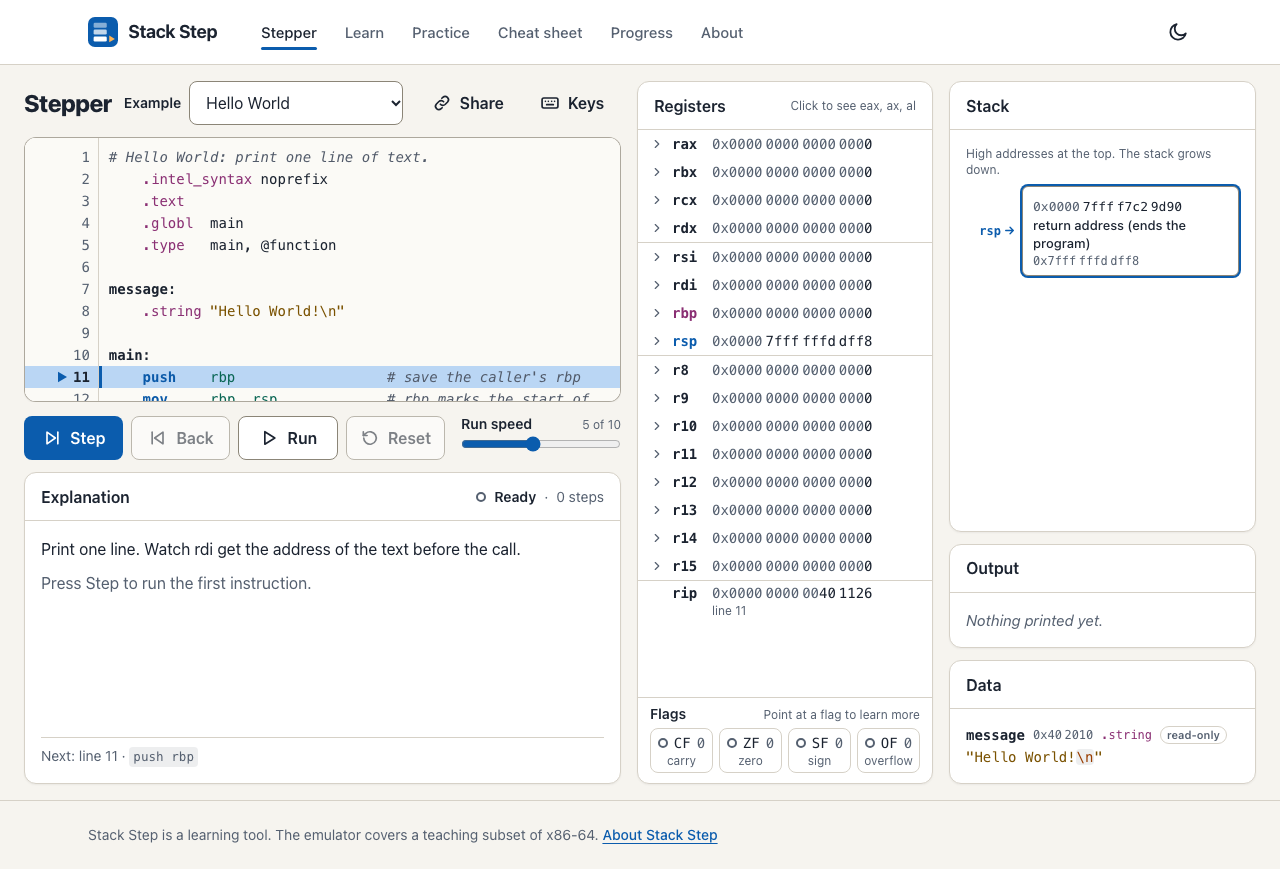 Stack Step
Stepper Learn Practice Cheat sheet Progress About
Stepper
Example
Hello World
Share
Keys
1 # Hello World: print one line of text.
2 .intel_syntax noprefix
3 .text
4 .globl main
5 .type main, @function
6
7 message:
8 .string "Hello World!\n"
9
10 main:
11 push rbp # save the caller's rbp
12 mov rbp, rsp # rbp marks the start of
Step
Back
Run
Reset
Run speed 5 of 10
Explanation
Ready · 0 steps
Print one line. Watch rdi get the address of the text before the call.
Press Step to run the first instruction.
Next: line 11 · push rbp
Registers
Click to see eax, ax, al
rax 0x0000 0000 0000 0000
rbx 0x0000 0000 0000 0000
rcx 0x0000 0000 0000 0000
rdx 0x0000 0000 0000 0000
rsi 0x0000 0000 0000 0000
rdi 0x0000 0000 0000 0000
rbp 0x0000 0000 0000 0000
rsp 0x0000 7fff fffd dff8
r8 0x0000 0000 0000 0000
r9 0x0000 0000 0000 0000
r10 0x0000 0000 0000 0000
r11 0x0000 0000 0000 0000
r12 0x0000 0000 0000 0000
r13 0x0000 0000 0000 0000
r14 0x0000 0000 0000 0000
r15 0x0000 0000 0000 0000
rip 0x0000 0000 0040 1126
line 11
Flags
Point at a flag to learn more
CF 0
carry
ZF 0
zero
SF 0
sign
OF 0
overflow
Stack
High addresses at the top. The stack grows
down.
rsp →
0x0000 7fff f7c2 9d90
return address (ends the
program)
0x7fff fffd dff8
Output
Nothing printed yet.
Data
message 0x40 2010 .string read-only
"Hello World!\n"
Stack Step is a learning tool. The emulator covers a teaching subset of x86-64. About Stack Step